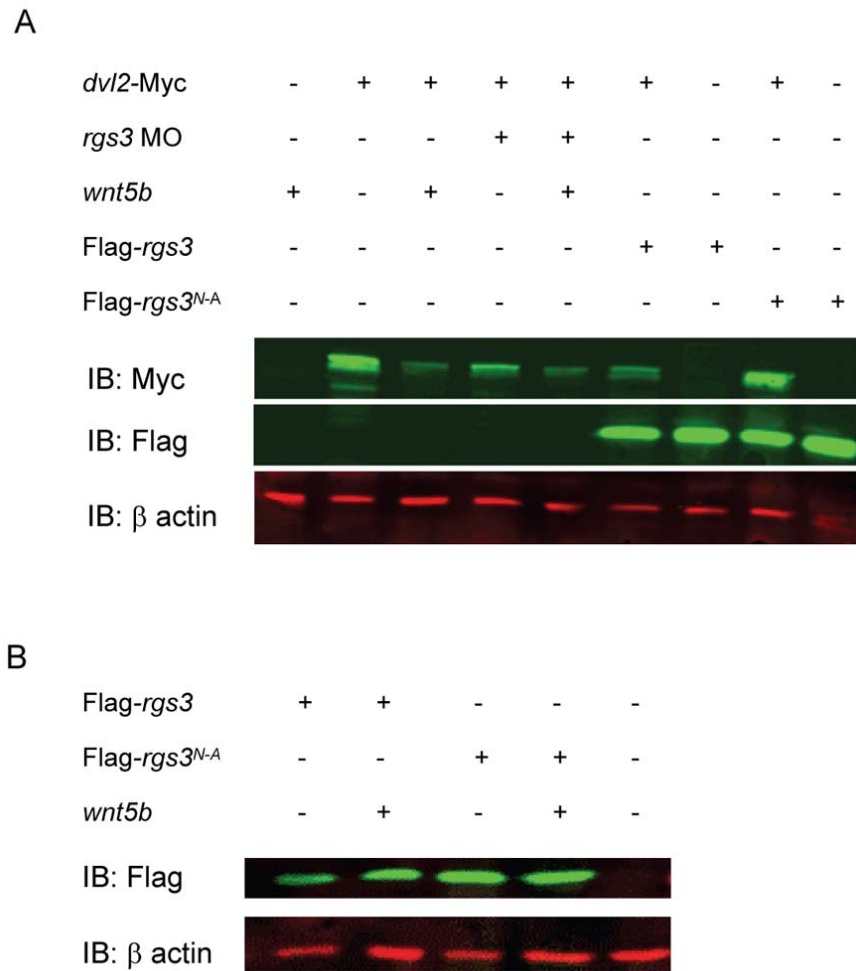 A
dvl2-Myc - + + + + + - + -
rgs3 MO - - - + + - - - -
wnt5b + - + - + - - - -
Flag-rgs3 - - - - - + + - -
Flag-rgs3N-A - - - - - - - + +
IB: Myc
IB: Flag
IB: β actin
B
Flag-rgs3 + + - - -
Flag-rgs3N-A - - + + -
wnt5b - + - + -
IB: Flag
IB: β actin